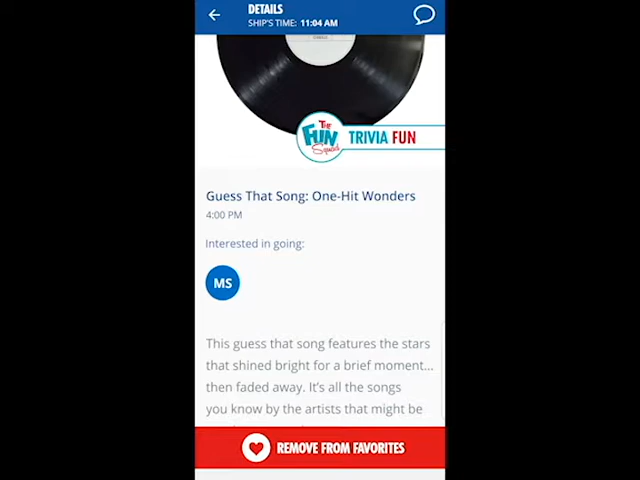 DETAILS
SHIP'S TIME: 11:04 AM
THE
FUN
Squad
TRIVIA FUN
Guess That Song: One-Hit Wonders
4:00 PM
Interested in going:
MS
This guess that song features the stars
that shined bright for a brief moment...
then faded away. It's all the songs
you know by the artists that might be
REMOVE FROM FAVORITES